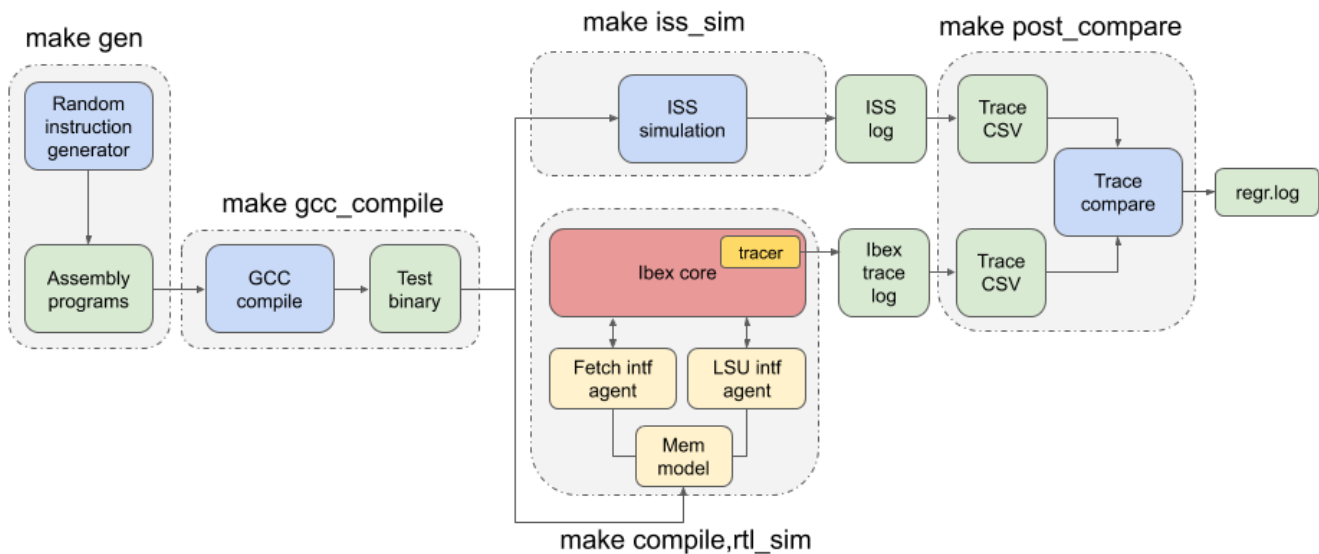 make gen
Random
instruction
generator
Assembly
programs
make gcc_compile
GCC
compile
Test
binary
make iss_sim
ISS
simulation
ISS
log
Ibex core
tracer
Ibex
trace
log
Fetch intf
agent
LSU intf
agent
Mem
model
make compile,rtl_sim
make post_compare
Trace
CSV
Trace
compare
Trace
CSV
regr.log